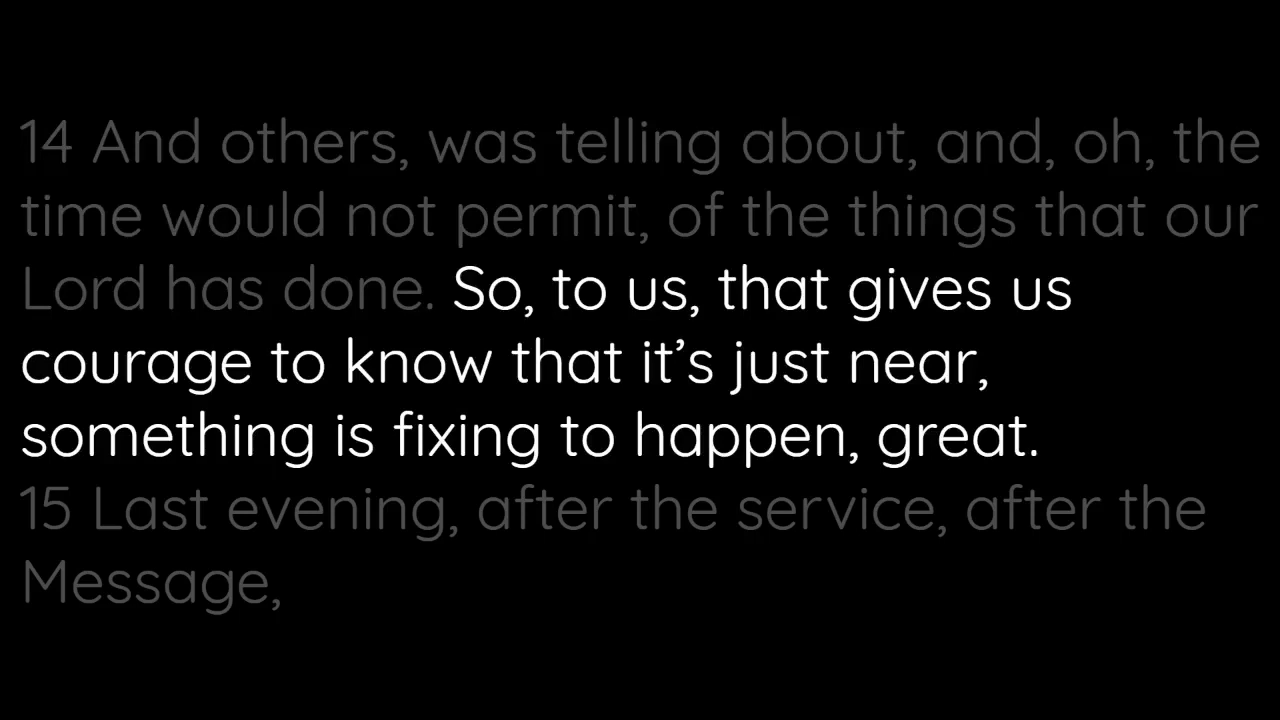 14 And others, was telling about, and, oh, the
time would not permit, of the things that our
Lord has done. So, to us, that gives us
courage to know that it’s just near,
something is fixing to happen, great.
15 Last evening, after the service, after the
Message,